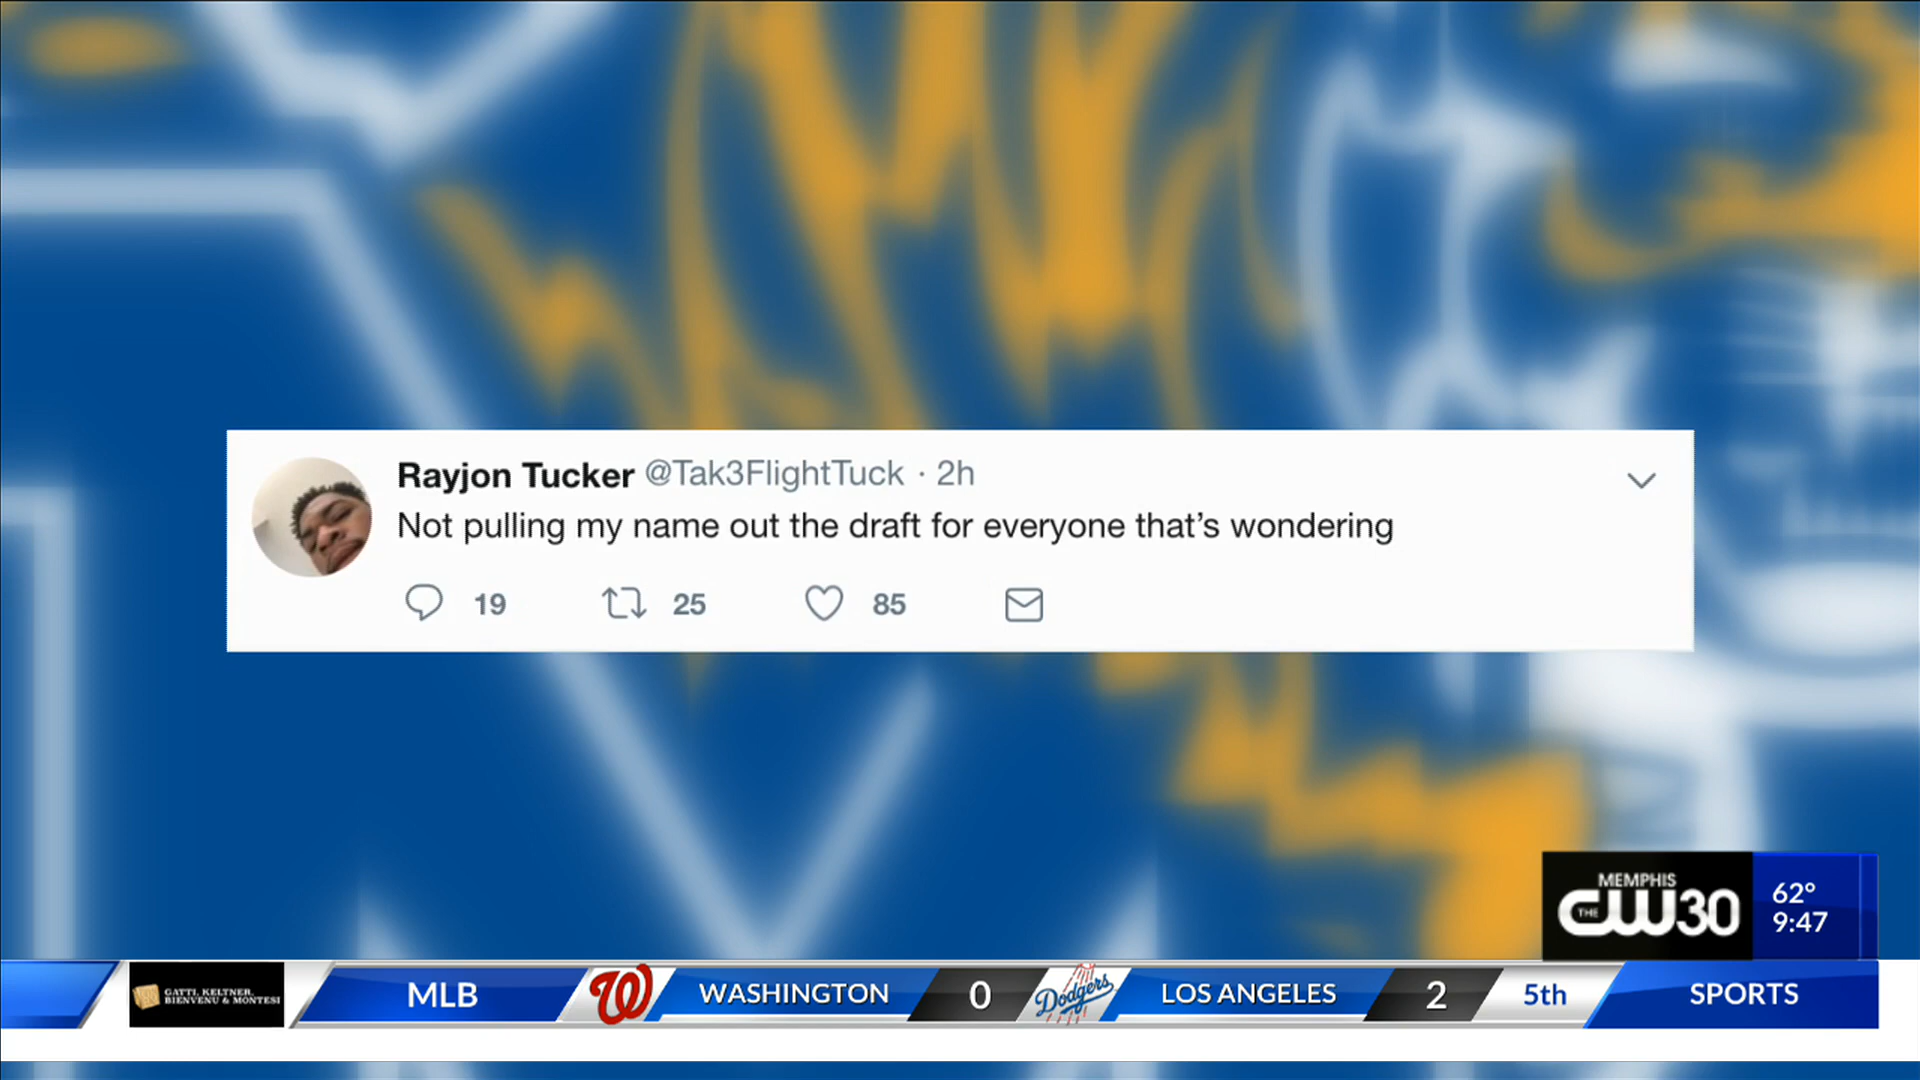 Rayjon Tucker @Tak3FlightTuck · 2h
Not pulling my name out the draft for everyone that's wondering
19 25 85
MEMPHIS
THE CW30
62°
9:47
GATTI, KELTNER,
BIENVENU & MONTESI
MLB W WASHINGTON 0 Dodgers LOS ANGELES 2 5th SPORTS